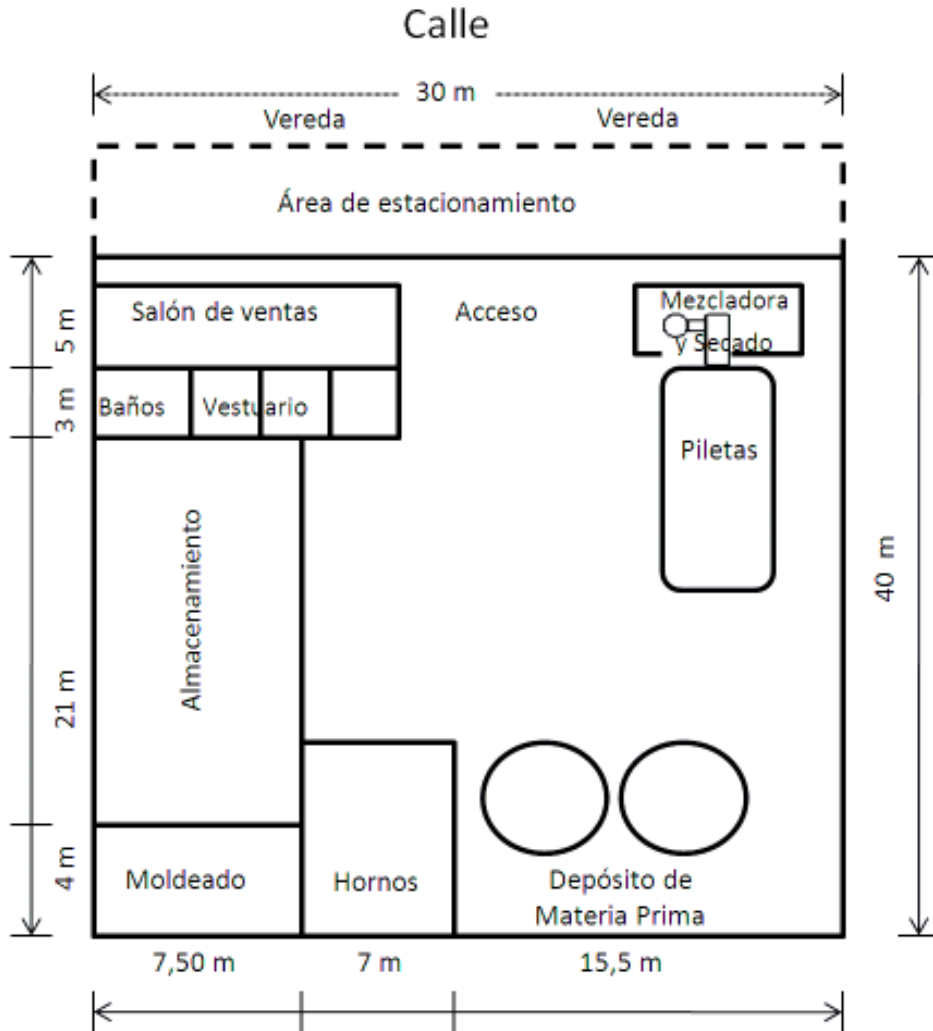 Calle
30 m
Vereda Vereda
Área de estacionamiento
5 m
Salón de ventas
Acceso
Mezcladora
y Secado
3 m
Baños
Vestuario
Piletas
Almacenamiento
21 m
40 m
4 m
Moldeado
Hornos
Depósito de
Materia Prima
7,50 m 7 m 15,5 m